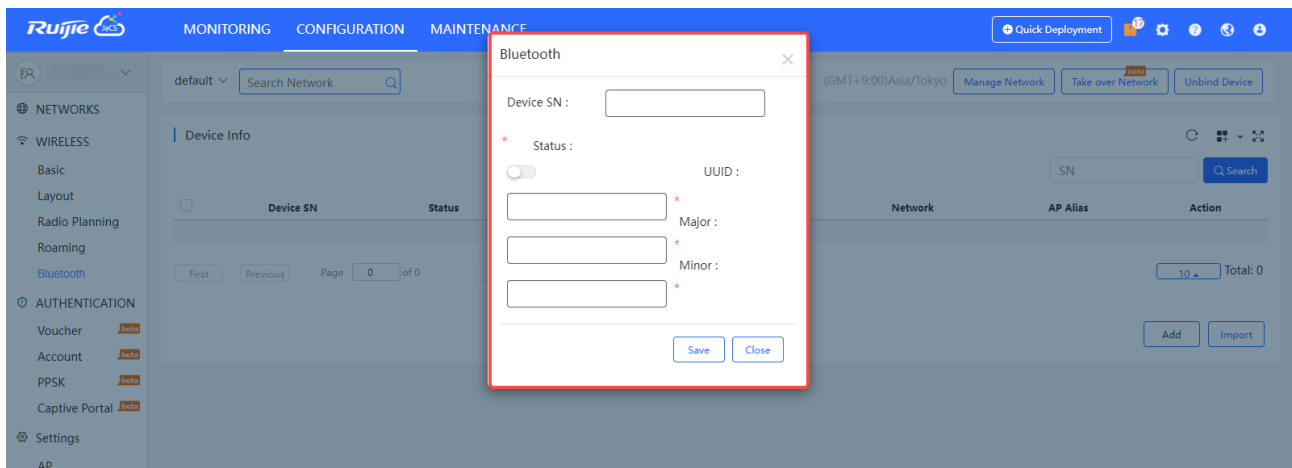 Ruijie JaCS
MONITORING CONFIGURATION MAINTENANCE
Quick Deployment
17
default
Search Network
(GMT+9:00)Asia/Tokyo
Manage Network
Take over Network
beta
Unbind Device
NETWORKS
WIRELESS
Basic
Layout
Radio Planning
Roaming
Bluetooth
AUTHENTICATION
Voucher beta
Account beta
PPSK beta
Captive Portal beta
Settings
AP
Device Info
SN
Search
Device SN Status Network AP Alias Action
First Previous Page 0 of 0
10 Total: 0
Add Import
Bluetooth
Device SN :
* Status :
UUID :
*
Major :
*
Minor :
*
Save Close